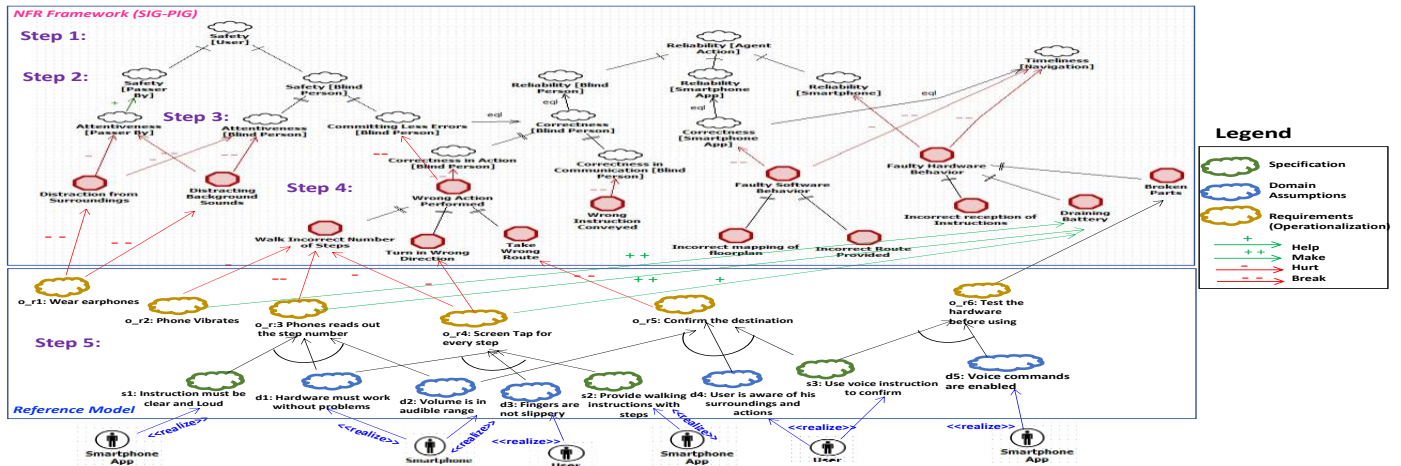 NFR Framework (SIG-PIG)
Step 1:
Safety
[User]
Reliability [Agent
Action]
Timeliness
[Navigation]
Step 2:
Safety
[Passer
By]
Safety [Blind
Person]
Reliability [Blind
Person]
Reliability
[Smartphone
App]
Reliability
[Smartphone]
+
eql
eql
eql
eql
Step 3:
Attentiveness
[Passer By]
Attentiveness
[Blind Person]
Committing Less Errors
[Blind Person]
Correctness
[Blind Person]
Correctness
[Smartphone
App]
Correctness in Action
[Blind Person]
Correctness in
Communication [Blind
Person]
Faulty Hardware
Behavior
Faulty Software
Behavior
Broken
Parts
Step 4:
Distraction from
Surroundings
Distracting
Background
Sounds
Wrong Action
Performed
Wrong
Instruction
Conveyed
Incorrect reception of
Instructions
Draining
Battery
Walk Incorrect Number
of Steps
Turn in Wrong
Direction
Take
Wrong
Route
Incorrect mapping of
floorplan
Incorrect Route
Provided
- -
- -
+ +
- -
-
-
- -
+ +
+
o_r1: Wear earphones
o_r2: Phone Vibrates
o_r:3 Phones reads out
the step number
o_r4: Screen Tap for
every step
o_r5: Confirm the destination
o_r6: Test the
hardware
before using
Step 5:
s1: Instruction must be
clear and Loud
d1: Hardware must work
without problems
d2: Volume is in
audible range
d3: Fingers are
not slippery
s2: Provide walking
instructions with
steps
d4: User is aware of his
surroundings and
actions
s3: Use voice instruction
to confirm
d5: Voice commands
are enabled
Reference Model
<<realize>>
<<realize>>
<<realize>>
<<realize>>
<<realize>>
<<realize>>
<<realize>>
Smartphone
App
Smartphone
User
Smartphone
App
User
Smartphone
App
Legend
Specification
Domain
Assumptions
Requirements
(Operationalization)
+
Help
+ +
Make
-
Hurt
- -
Break